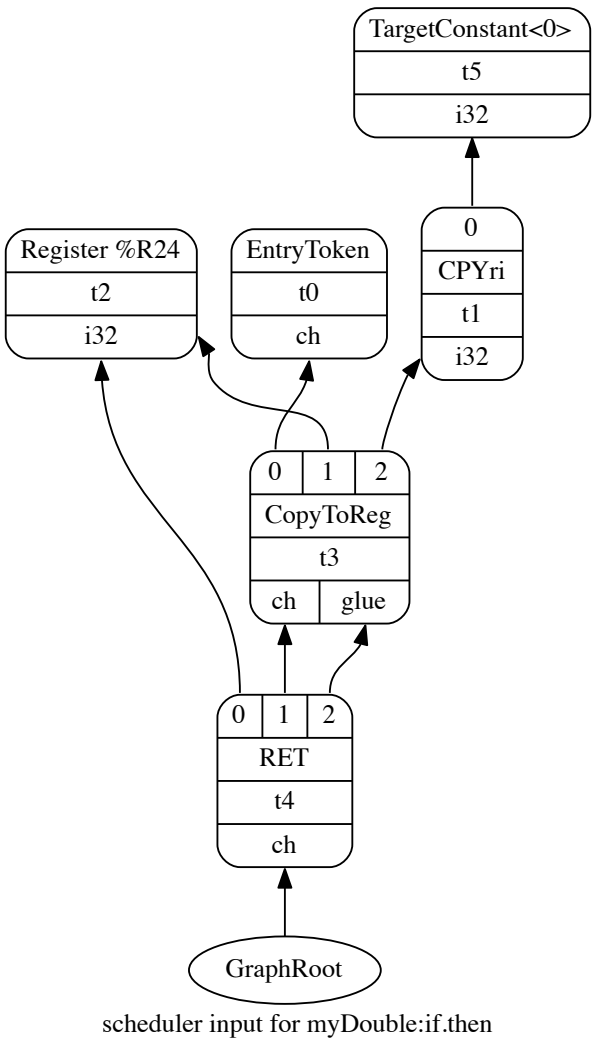 TargetConstant<0>
t5
i32
0
CPYri
t1
i32
Register %R24
t2
i32
EntryToken
t0
ch
0 1 2
CopyToReg
t3
ch glue
0 1 2
RET
t4
ch
GraphRoot
scheduler input for myDouble:if.then